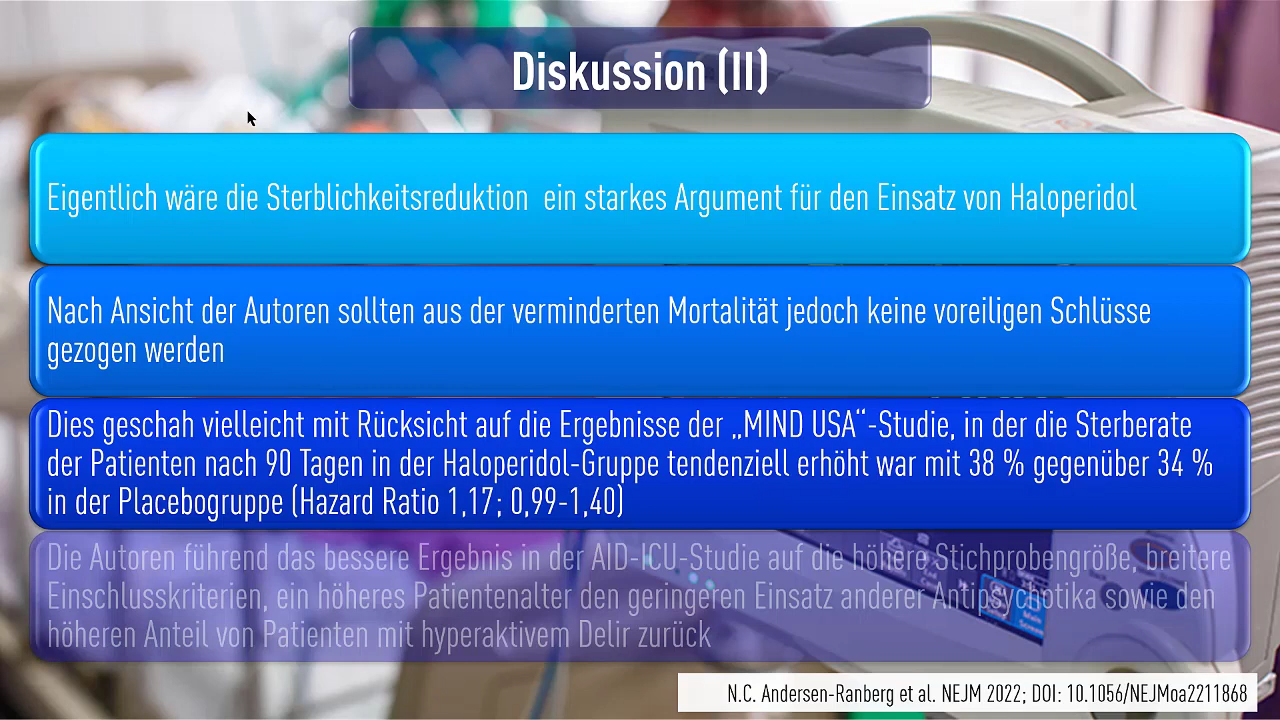 Diskussion (II)
Eigentlich wäre die Sterblichkeitsreduktion  ein starkes Argument für den Einsatz von Haloperidol
Nach Ansicht der Autoren sollten aus der verminderten Mortalität jedoch keine voreiligen Schlüsse
gezogen werden
Dies geschah vielleicht mit Rücksicht auf die Ergebnisse der „MIND USA“-Studie, in der die Sterberate
der Patienten nach 90 Tagen in der Haloperidol-Gruppe tendenziell erhöht war mit 38 % gegenüber 34 %
in der Placebogruppe (Hazard Ratio 1,17; 0,99-1,40)
Die Autoren führend das bessere Ergebnis in der AID-ICU-Studie auf die höhere Stichprobengröße, breitere
Einschlusskriterien, ein höheres Patientenalter den geringeren Einsatz anderer Antipsychotika sowie den
höheren Anteil von Patienten mit hyperaktivem Delir zurück
N.C. Andersen-Ranberg et al. NEJM 2022; DOI: 10.1056/NEJMoa2211868